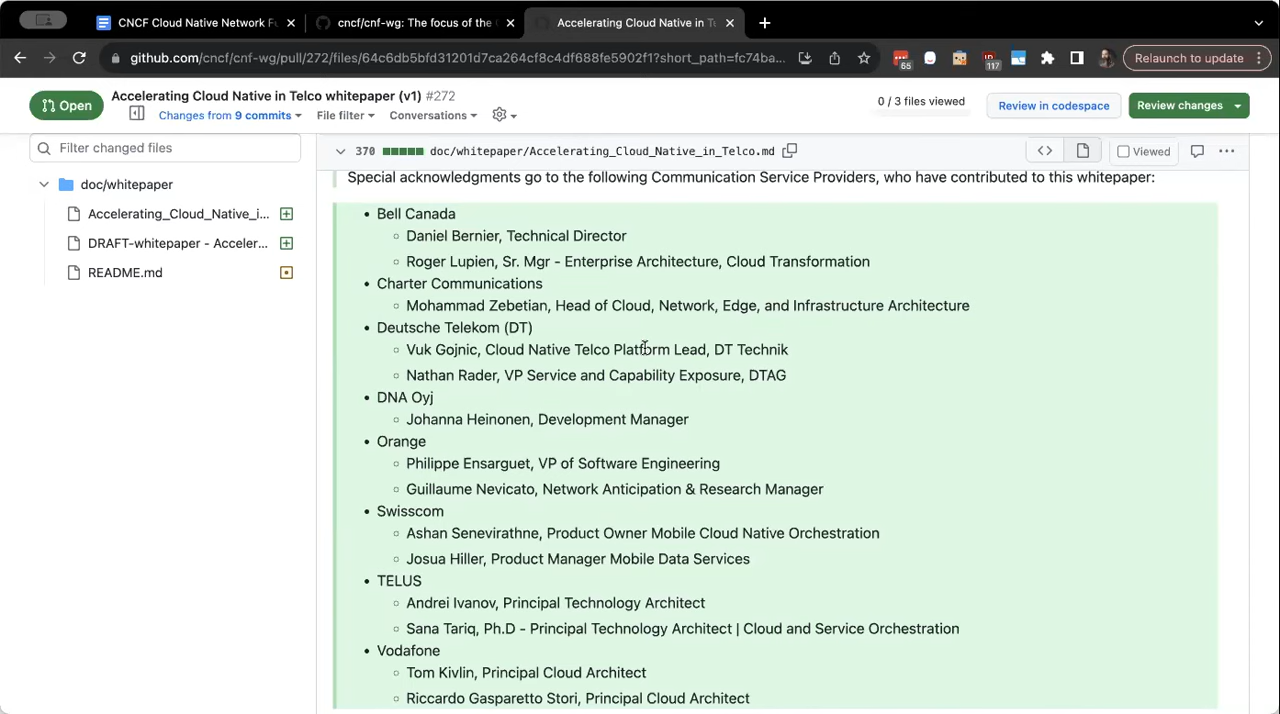 CNCF Cloud Native Network Fu
cncf/cnf-wg: The focus of the
Accelerating Cloud Native in Te
github.com/cncf/cnf-wg/pull/272/files/64c6db5bfd31201d7ca264cf8c4df688fe5902f1?short_path=fc74ba...
65
117
Relaunch to update
Open
Accelerating Cloud Native in Telco whitepaper (v1) #272
Changes from 9 commits
File filter
Conversations
0 / 3 files viewed
Review in codespace
Review changes
Filter changed files
doc/whitepaper
Accelerating_Cloud_Native_i...
DRAFT-whitepaper - Acceler...
README.md
370 doc/whitepaper/Accelerating_Cloud_Native_in_Telco.md
Viewed
Special acknowledgments go to the following Communication Service Providers, who have contributed to this whitepaper:
Bell Canada
Daniel Bernier, Technical Director
Roger Lupien, Sr. Mgr - Enterprise Architecture, Cloud Transformation
Charter Communications
Mohammad Zebetian, Head of Cloud, Network, Edge, and Infrastructure Architecture
Deutsche Telekom (DT)
Vuk Gojnic, Cloud Native Telco Platform Lead, DT Technik
Nathan Rader, VP Service and Capability Exposure, DTAG
DNA Oyj
Johanna Heinonen, Development Manager
Orange
Philippe Ensarguet, VP of Software Engineering
Guillaume Nevicato, Network Anticipation & Research Manager
Swisscom
Ashan Senevirathne, Product Owner Mobile Cloud Native Orchestration
Josua Hiller, Product Manager Mobile Data Services
TELUS
Andrei Ivanov, Principal Technology Architect
Sana Tariq, Ph.D - Principal Technology Architect | Cloud and Service Orchestration
Vodafone
Tom Kivlin, Principal Cloud Architect
Riccardo Gasparetto Stori, Principal Cloud Architect